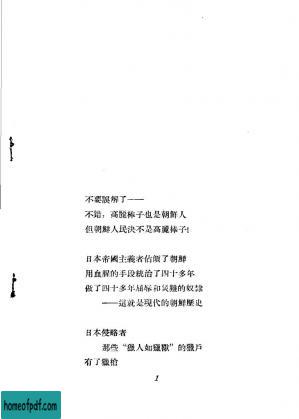 不要誤解了——
不錯，高麗棒子也是朝鮮人
但朝鮮人民决不是高麗棒子！
日本帝國主義者佔領了朝鮮
用血腥的手段統治了四十多年
做了四十多年屈辱和災難的奴隸
——這就是現代的朝鮮歷史
日本侵略者
那些“獵人如獵獸”的獵戶
有了獵槍
1
homeofpdf.com
homeofpdf.com